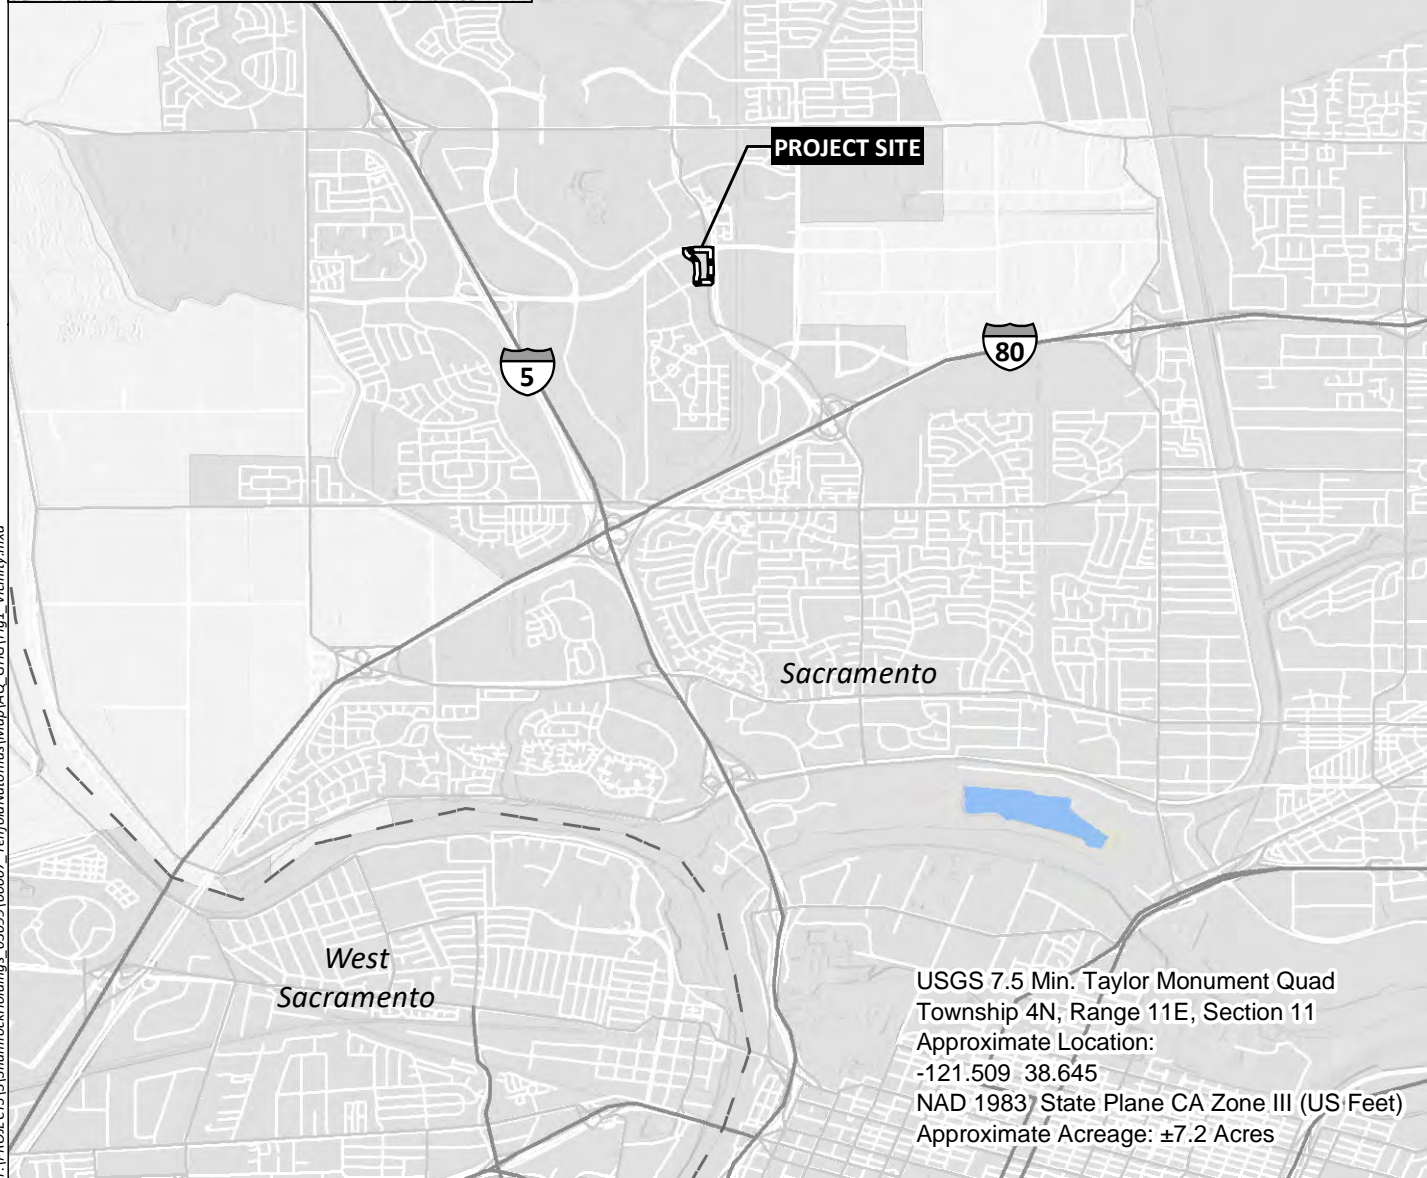 PROJECT SITE
80
5
Sacramento
West
Sacramento
USGS 7.5 Min. Taylor Monument Quad
Township 4N, Range 11E, Section 11
Approximate Location:
-121.509 38.645
NAD 1983 State Plane CA Zone III (US Feet)
Approximate Acreage: ±7.2 Acres